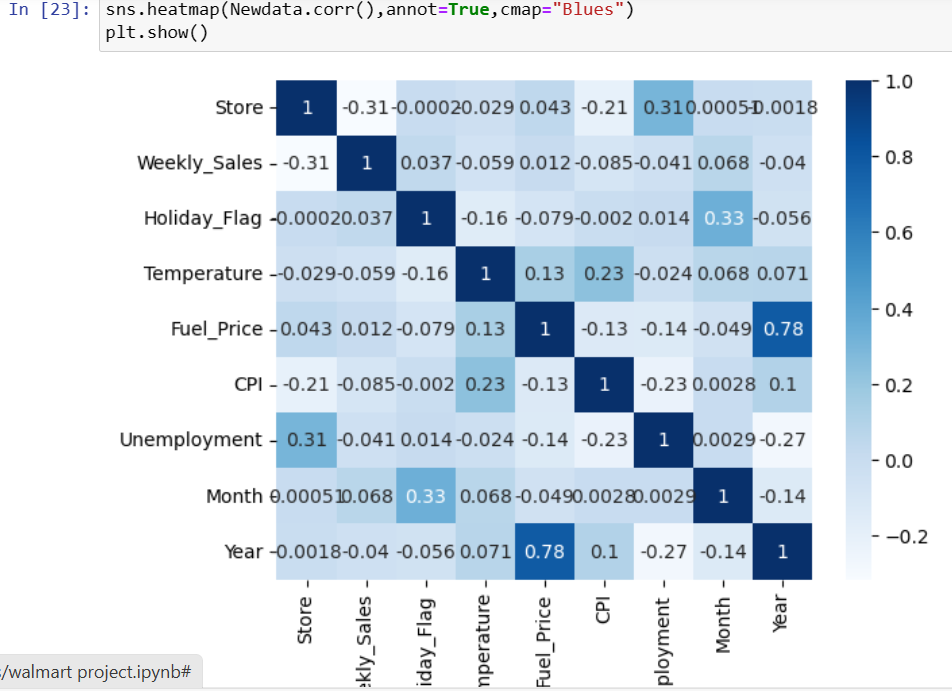 In [23]: sns.heatmap(Newdata.corr(),annot=True,cmap="Blues")
plt.show()
1.0
Store 1 -0.31 -0.0002 -0.029 0.043 -0.21 0.31 0.00051 -0.0018
0.8
Weekly_Sales -0.31 1 0.037 -0.059 0.012 -0.085 -0.041 0.068 -0.04
Holiday_Flag -0.0002 0.037 1 -0.16 -0.079 -0.002 0.014 0.33 -0.056
0.6
Temperature -0.029 -0.059 -0.16 1 0.13 0.23 -0.024 0.068 0.071
0.4
Fuel_Price 0.043 0.012 -0.079 0.13 1 -0.13 -0.14 -0.049 0.78
0.2
CPI -0.21 -0.085 -0.002 0.23 -0.13 1 -0.23 0.0028 0.1
0.0
Unemployment 0.31 -0.041 0.014 -0.024 -0.14 -0.23 1 0.0029 -0.27
Month 0.00051 0.068 0.33 0.068 -0.049 0.0028 0.0029 1 -0.14
−0.2
Year -0.0018 -0.04 -0.056 0.071 0.78 0.1 -0.27 -0.14 1
Store
ekly_Sales
iday_Flag
mperature
Fuel_Price
CPI
ployment
Month
Year
s/walmart project.ipynb#